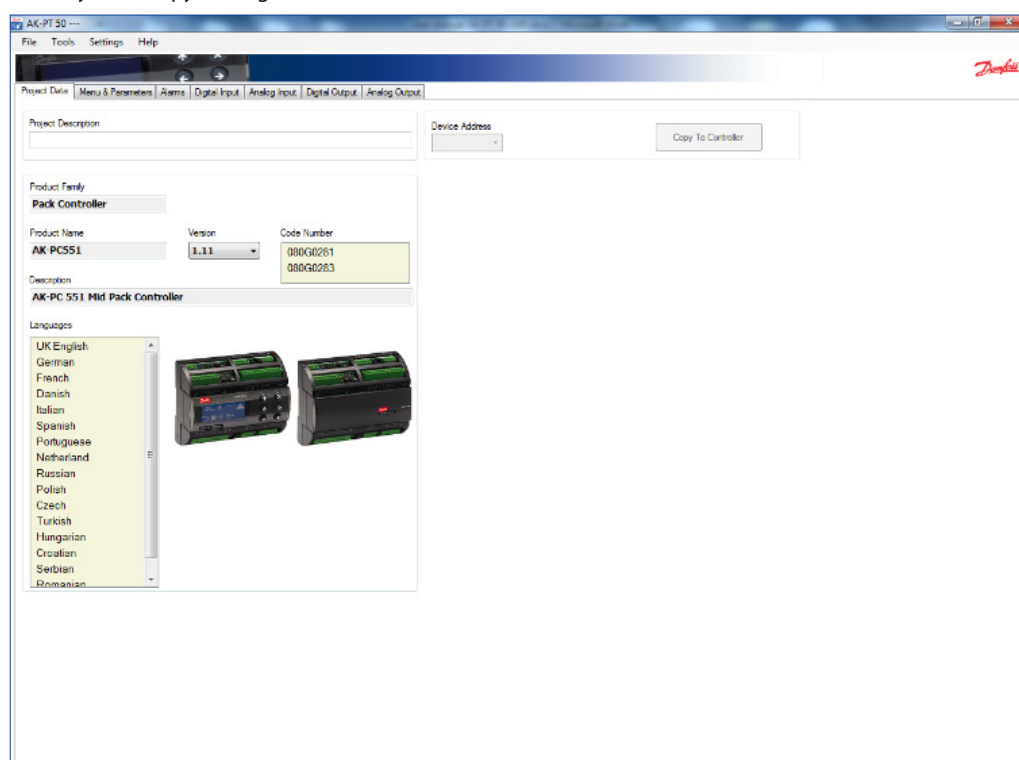 AK-PT 50 ---
File Tools Settings Help
Danfoss
Project Data Menu & Parameters Alarms Digital Input Analog Input Digital Output Analog Output
Project Description
Device Address
Copy To Controller
Product Family
Pack Controller
Product Name Version Code Number
AK-PC551 1.11 080G0281
080G0283
Description
AK-PC 551 Mid Pack Controller
Languages
UK English
German
French
Danish
Italian
Spanish
Portuguese
Netherland
Russian
Polish
Czech
Turkish
Hungarian
Croatian
Serbian
Romanian